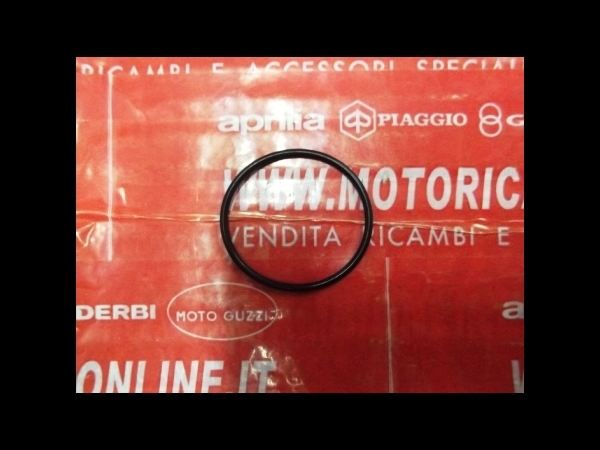 RICAMBI E ACCESSORI SPECIAL
aprilia PIAGGIO G
WWW.MOTORICA
VENDITA RICAMBI E
DERBI MOTO GUZZI a
ONLINE.IT W